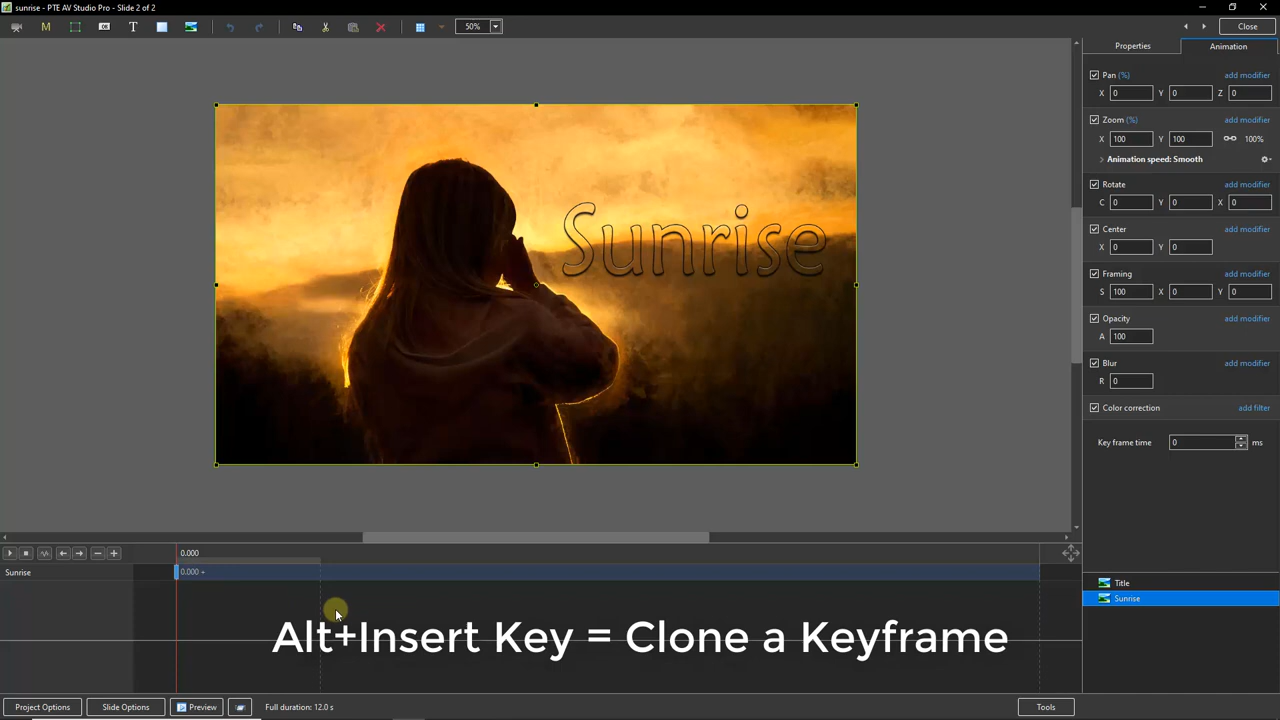 sunrise - PTE AV Studio Pro - Slide 2 of 2
M
OK
T
50%
Close
Properties
Animation
Pan (%)
add modifier
X 0 Y 0 Z 0
Zoom (%)
add modifier
X 100 Y 100 100%
Animation speed: Smooth
Rotate
add modifier
C 0 Y 0 X 0
Center
add modifier
X 0 Y 0
Framing
add modifier
S 100 X 0 Y 0
Opacity
add modifier
A 100
Blur
add modifier
R 0
Color correction
add filter
Key frame time 0 ms
Sunrise
0.000
Sunrise
0.000 +
Title
Sunrise
Alt+Insert Key = Clone a Keyframe
Project Options
Slide Options
Preview
Full duration: 12.0 s
Tools